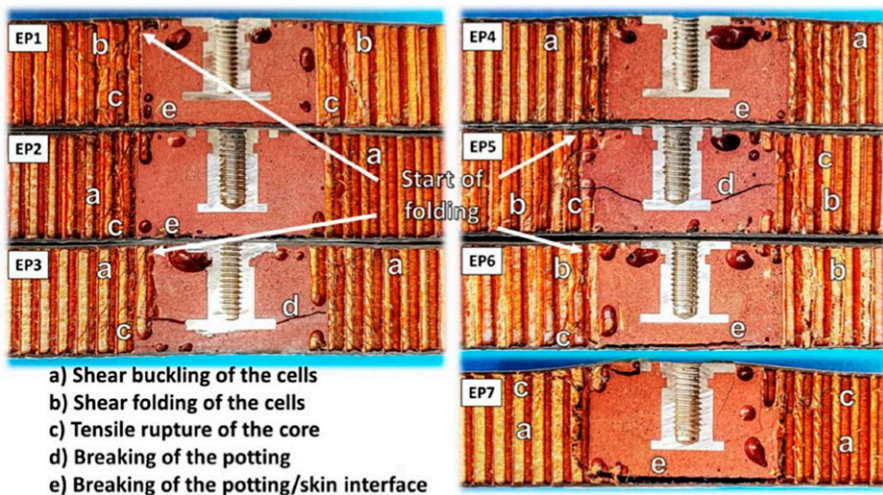 EP1
b
b
c
c
e
EP2
a
a
c
e
EP3
a
a
c
d
Start of
folding
EP4
a
a
e
EP5
b
c
d
c
b
EP6
b
b
c
e
EP7
c
a
e
c
a
a) Shear buckling of the cells
b) Shear folding of the cells
c) Tensile rupture of the core
d) Breaking of the potting
e) Breaking of the potting/skin interface